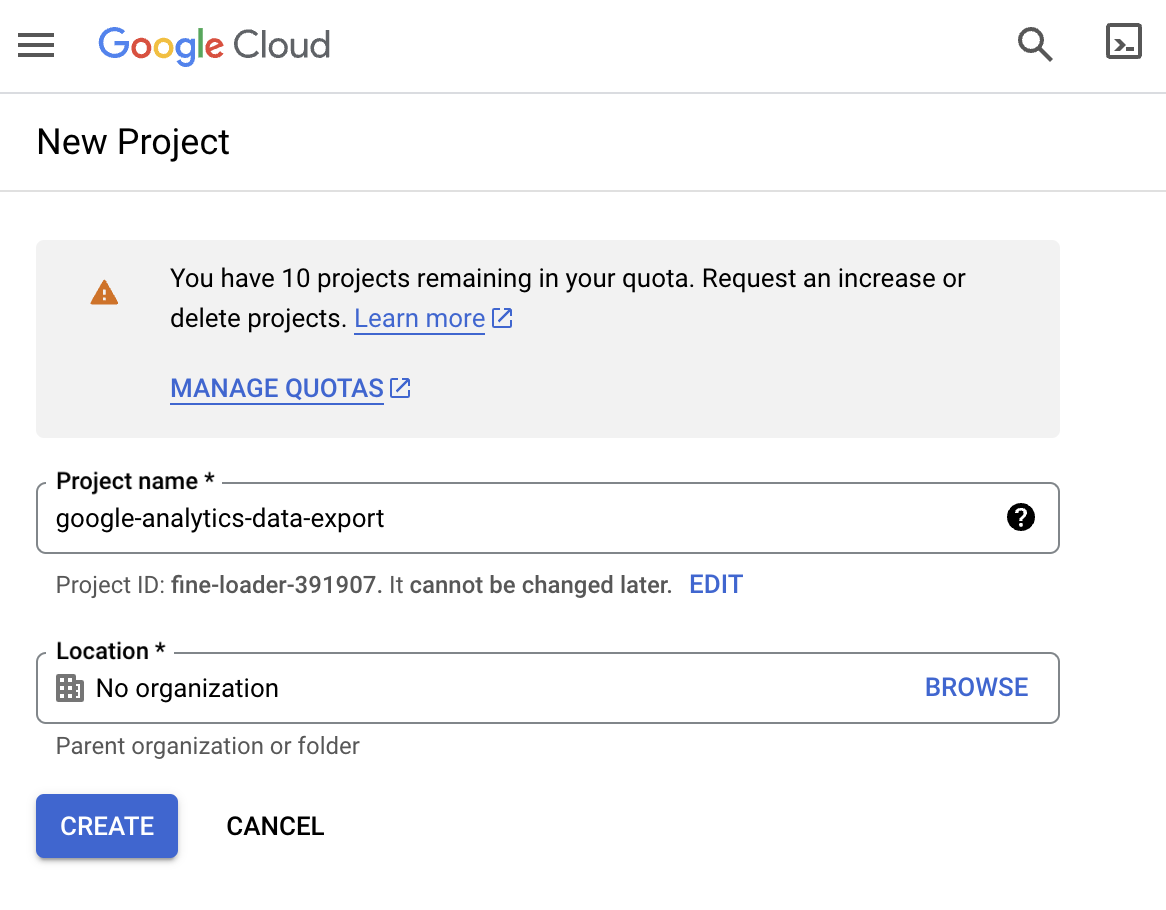 Google Cloud
New Project
You have 10 projects remaining in your quota. Request an increase or
delete projects. Learn more
MANAGE QUOTAS
Project name *
google-analytics-data-export
Project ID: fine-loader-391907. It cannot be changed later. EDIT
Location *
No organization BROWSE
Parent organization or folder
CREATE CANCEL